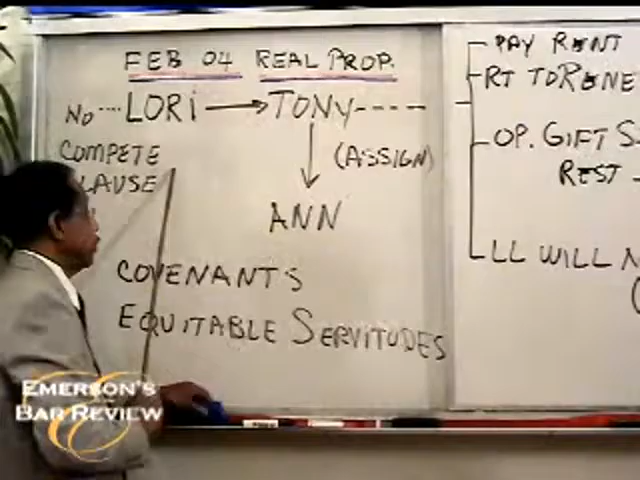 FEB 04 REAL PROP.
NO LORI → TONY
COMPETE
CLAUSE
(ASSIGN)
ANN
COVENANTS
EQUITABLE SERVITUDES
PAY RENT
RT TO RENE
OP. GIFT S
REST
LL WILL N
EMERSON'S
BAR REVIEW